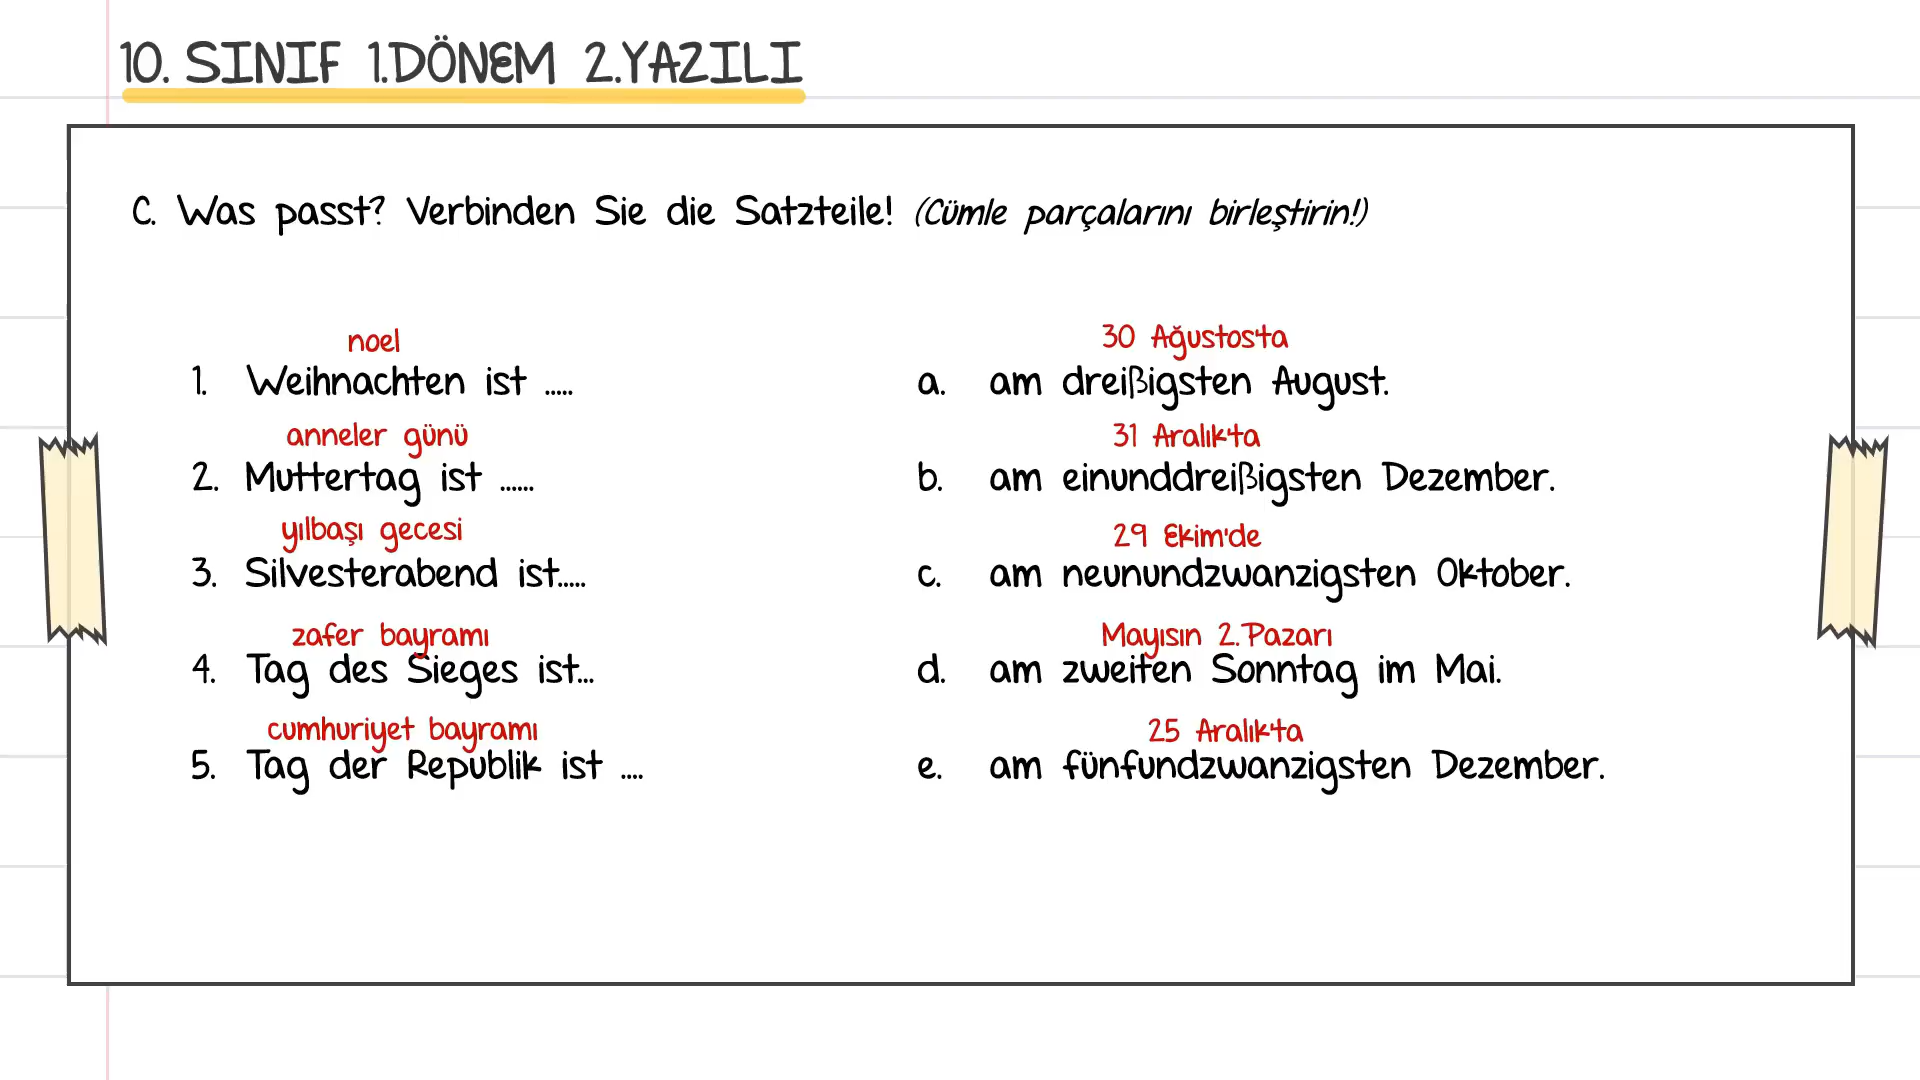 10. SINIF 1.DÖNEM 2.YAZILI
C. Was passt? Verbinden Sie die Satzteile! (Cümle parçalarını birleştirin!)
noel
1. Weihnachten ist .....
anneler günü
2. Muttertag ist ......
yılbaşı gecesi
3. Silvesterabend ist.....
zafer bayramı
4. Tag des Sieges ist...
cumhuriyet bayramı
5. Tag der Republik ist ....
30 Ağustos'ta
a. am dreißigsten August.
31 Aralık'ta
b. am einunddreißigsten Dezember.
29 Ekim'de
c. am neunundzwanzigsten Oktober.
Mayısın 2.Pazarı
d. am zweiten Sonntag im Mai.
25 Aralık'ta
e. am fünfundzwanzigsten Dezember.